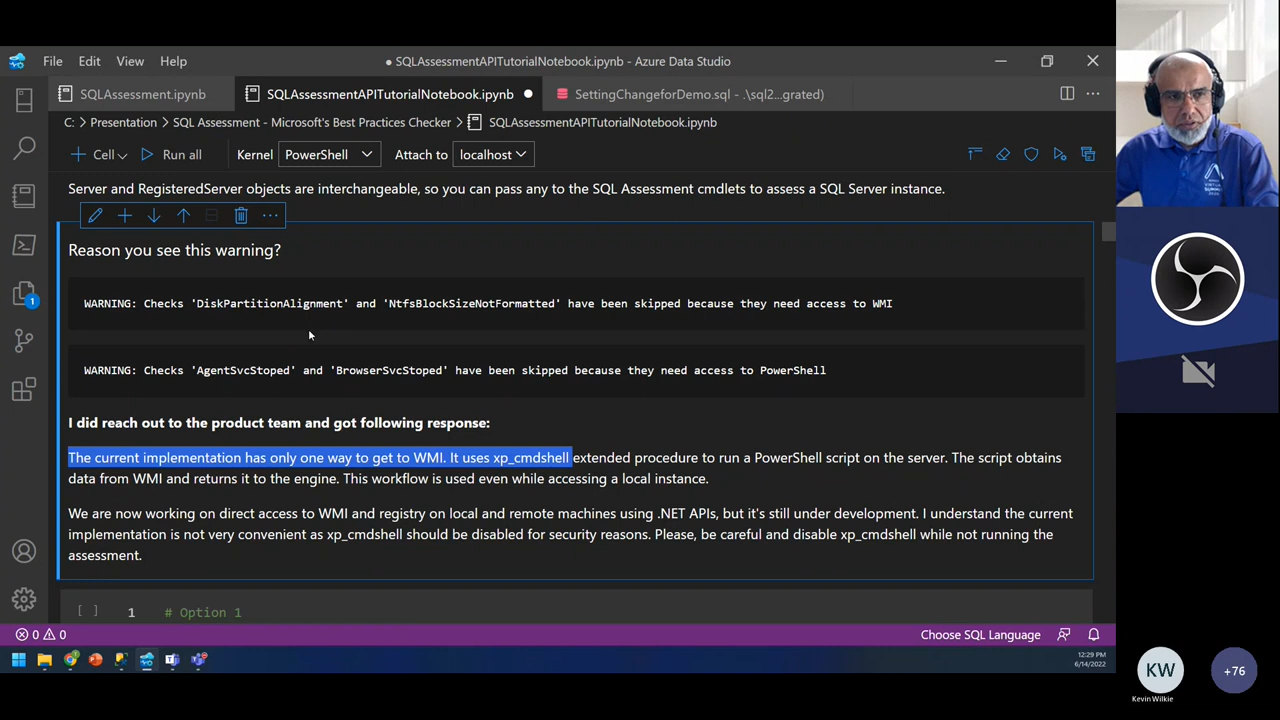 File Edit View Help
● SQLAssessmentAPITutorialNotebook.ipynb - Azure Data Studio
SQLAssessment.ipynb
SQLAssessmentAPITutorialNotebook.ipynb
SettingChangeforDemo.sql - .\sql2...grated)
C: > Presentation > SQL Assessment - Microsoft's Best Practices Checker > SQLAssessmentAPITutorialNotebook.ipynb
Cell Run all Kernel PowerShell Attach to localhost
Server and RegisteredServer objects are interchangeable, so you can pass any to the SQL Assessment cmdlets to assess a SQL Server instance.
Reason you see this warning?
WARNING: Checks 'DiskPartitionAlignment' and 'NtfsBlockSizeNotFormatted' have been skipped because they need access to WMI
WARNING: Checks 'AgentSvcStoped' and 'BrowserSvcStoped' have been skipped because they need access to PowerShell
I did reach out to the product team and got following response:
The current implementation has only one way to get to WMI. It uses xp_cmdshell extended procedure to run a PowerShell script on the server. The script obtains
data from WMI and returns it to the engine. This workflow is used even while accessing a local instance.
We are now working on direct access to WMI and registry on local and remote machines using .NET APIs, but it's still under development. I understand the current
implementation is not very convenient as xp_cmdshell should be disabled for security reasons. Please, be careful and disable xp_cmdshell while not running the
assessment.
1
[ ] 1 # Option 1
0 0
Choose SQL Language
12:29 PM
6/14/2022
KW
Kevin Wilkie
+76